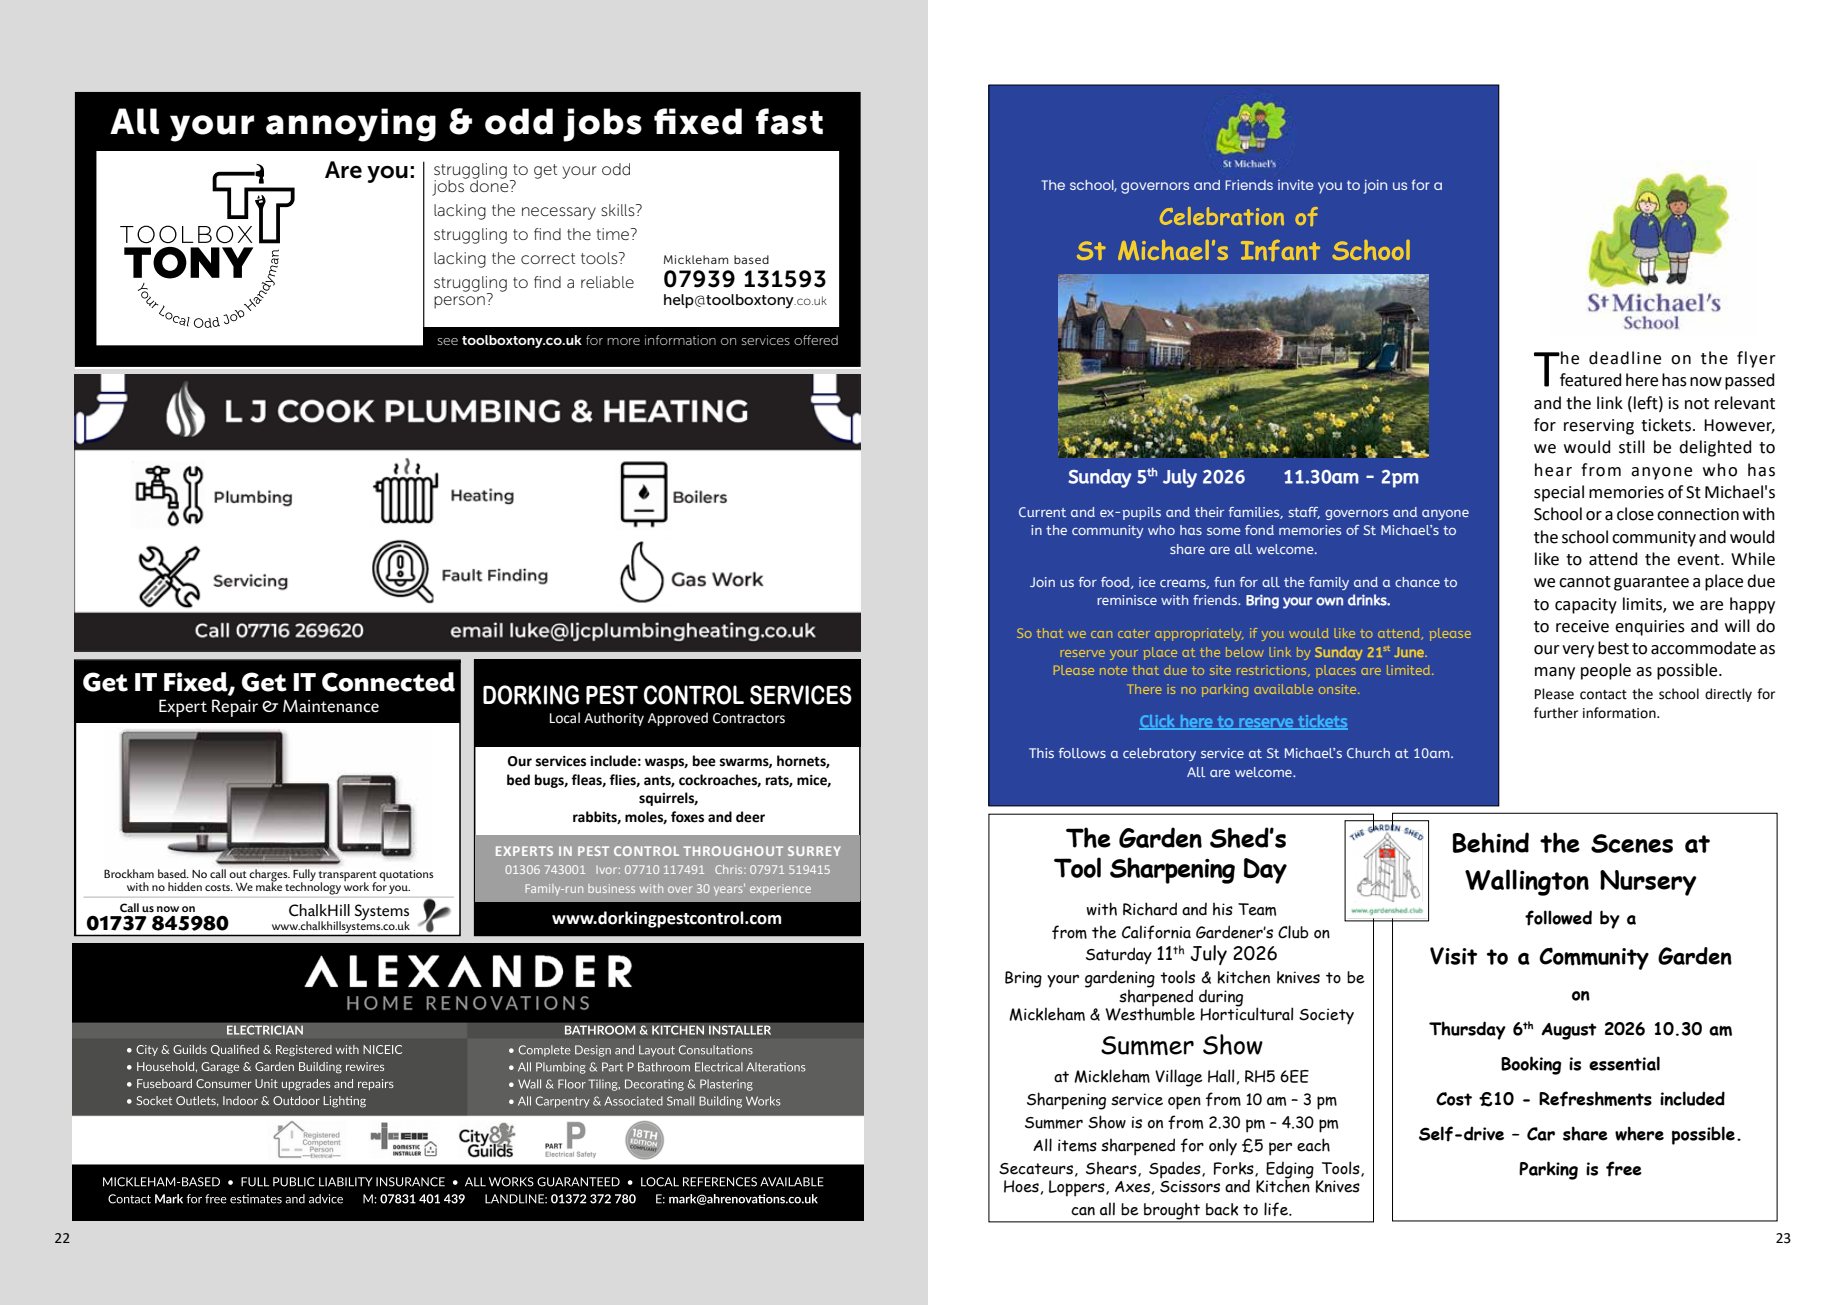 All your annoying & odd jobs fixed fast
TOOLBOX
TONY
Your Local Odd Job Handyman
Are you:
struggling to get your odd
jobs done?
lacking the necessary skills?
struggling to find the time?
lacking the correct tools?
struggling to find a reliable
person?
Mickleham based
07939 131593
help@toolboxtony.co.uk
see toolboxtony.co.uk for more information on services offered
L J COOK PLUMBING & HEATING
Plumbing
Heating
Boilers
Servicing
Fault Finding
Gas Work
Call 07716 269620 email luke@ljcplumbingheating.co.uk
Get IT Fixed, Get IT Connected
Expert Repair & Maintenance
Brockham based. No call out charges. Fully transparent quotations
with no hidden costs. We make technology work for you.
Call us now on
01737 845980
ChalkHill Systems
www.chalkhillsystems.co.uk
DORKING PEST CONTROL SERVICES
Local Authority Approved Contractors
Our services include: wasps, bee swarms, hornets,
bed bugs, fleas, flies, ants, cockroaches, rats, mice,
squirrels,
rabbits, moles, foxes and deer
EXPERTS IN PEST CONTROL THROUGHOUT SURREY
01306 743001 Ivor: 07710 117491 Chris: 07971 519415
Family-run business with over 30 years' experience
www.dorkingpestcontrol.com
ALEXANDER
HOME RENOVATIONS
ELECTRICIAN
• City & Guilds Qualified & Registered with NICEIC
• Household, Garage & Garden Building rewires
• Fuseboard Consumer Unit upgrades and repairs
• Socket Outlets, Indoor & Outdoor Lighting
BATHROOM & KITCHEN INSTALLER
• Complete Design and Layout Consultations
• All Plumbing & Part P Bathroom Electrical Alterations
• Wall & Floor Tiling, Decorating & Plastering
• All Carpentry & Associated Small Building Works
Registered
Competent
Person
Electrical
NICEIC
DOMESTIC
INSTALLER
City&
Guilds
PART P
Electrical Safety
18TH
EDITION
COMPLIANT
MICKLEHAM-BASED • FULL PUBLIC LIABILITY INSURANCE • ALL WORKS GUARANTEED • LOCAL REFERENCES AVAILABLE
Contact Mark for free estimates and advice M: 07831 401 439 LANDLINE: 01372 372 780 E: mark@ahrenovations.co.uk
22
St Michael's
The school, governors and Friends invite you to join us for a
Celebration of
St Michael's Infant School
Sunday 5th July 2026 11.30am - 2pm
Current and ex-pupils and their families, staff, governors and anyone
in the community who has some fond memories of St Michael's to
share are all welcome.
Join us for food, ice creams, fun for all the family and a chance to
reminisce with friends. Bring your own drinks.
So that we can cater appropriately, if you would like to attend, please
reserve your place at the below link by Sunday 21st June.
Please note that due to site restrictions, places are limited.
There is no parking available onsite.
Click here to reserve tickets
This follows a celebratory service at St Michael's Church at 10am.
All are welcome.
St Michael's
School
The deadline on the flyer
featured here has now passed
and the link (left) is not relevant
for reserving tickets. However,
we would still be delighted to
hear from anyone who has
special memories of St Michael's
School or a close connection with
the school community and would
like to attend the event. While
we cannot guarantee a place due
to capacity limits, we are happy
to receive enquiries and will do
our very best to accommodate as
many people as possible.
Please contact the school directly for
further information.
The Garden Shed's
Tool Sharpening Day
with Richard and his Team
from the California Gardener's Club on
Saturday 11th July 2026
Bring your gardening tools & kitchen knives to be
sharpened during
Mickleham & Westhumble Horticultural Society
Summer Show
at Mickleham Village Hall, RH5 6EE
Sharpening service open from 10 am – 3 pm
Summer Show is on from 2.30 pm – 4.30 pm
All items sharpened for only £5 per each
Secateurs, Shears, Spades, Forks, Edging Tools,
Hoes, Loppers, Axes, Scissors and Kitchen Knives
can all be brought back to life.
THE GARDEN SHED
www.gardenshed.club
Behind the Scenes at
Wallington Nursery
followed by a
Visit to a Community Garden
on
Thursday 6th August 2026 10.30 am
Booking is essential
Cost £10 - Refreshments included
Self-drive – Car share where possible.
Parking is free
23